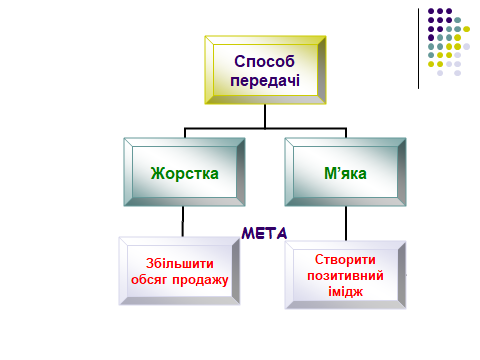 Спосіб
передачі
Жорстка
М’яка
МЕТА
Збільшити
обсяг продажу
Створити
позитивний
імідж